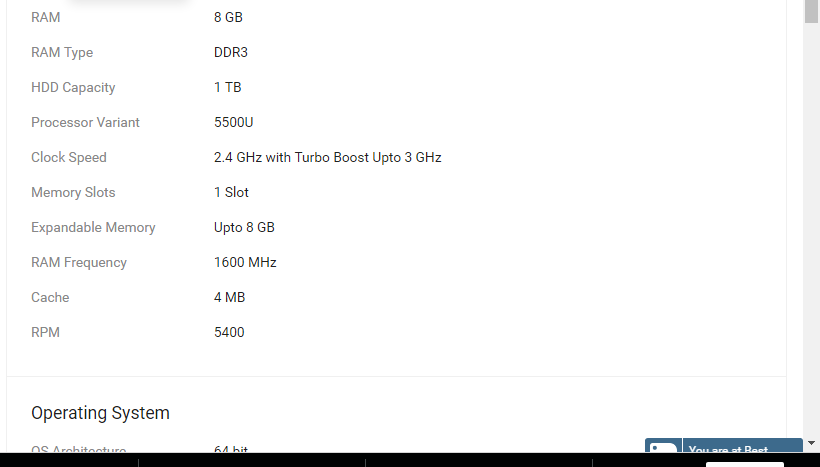 RAM 8 GB
RAM Type DDR3
HDD Capacity 1 TB
Processor Variant 5500U
Clock Speed 2.4 GHz with Turbo Boost Upto 3 GHz
Memory Slots 1 Slot
Expandable Memory Upto 8 GB
RAM Frequency 1600 MHz
Cache 4 MB
RPM 5400
Operating System
OS Architecture 64 bit
You are at Best